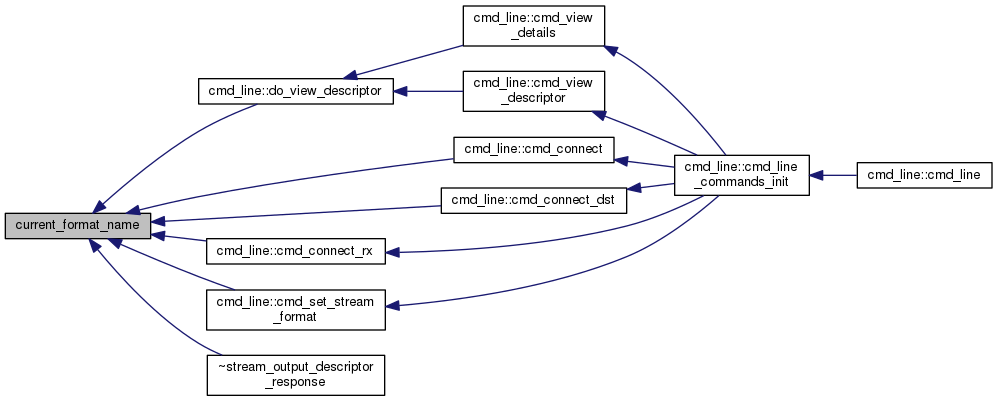 cmd_line::cmd_view
_details
cmd_line::do_view_descriptor
cmd_line::cmd_view
_descriptor
cmd_line::cmd_connect
cmd_line::cmd_line
_commands_init
cmd_line::cmd_line
cmd_line::cmd_connect_dst
current_format_name
cmd_line::cmd_connect_rx
cmd_line::cmd_set_stream
_format
~stream_output_descriptor
_response